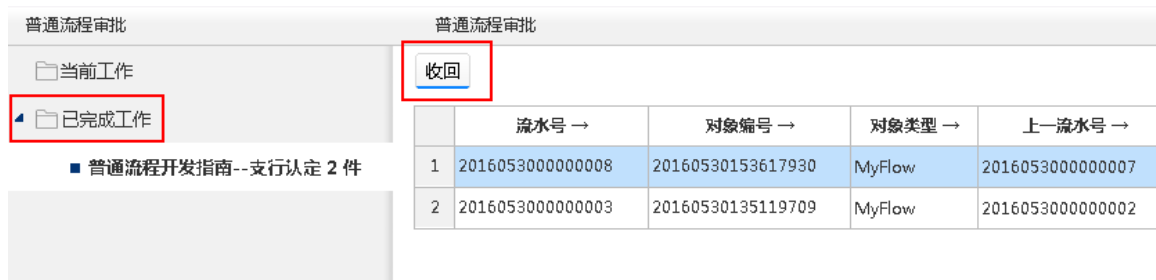 普通流程审批
普通流程审批
当前工作
已完成工作
普通流程开发指南--支行认定 2 件
收回
流水号 → 对象编号 → 对象类型 → 上一流水号 →
1 2016053000000008 20160530153617930 MyFlow 2016053000000007
2 2016053000000003 20160530135119709 MyFlow 2016053000000002